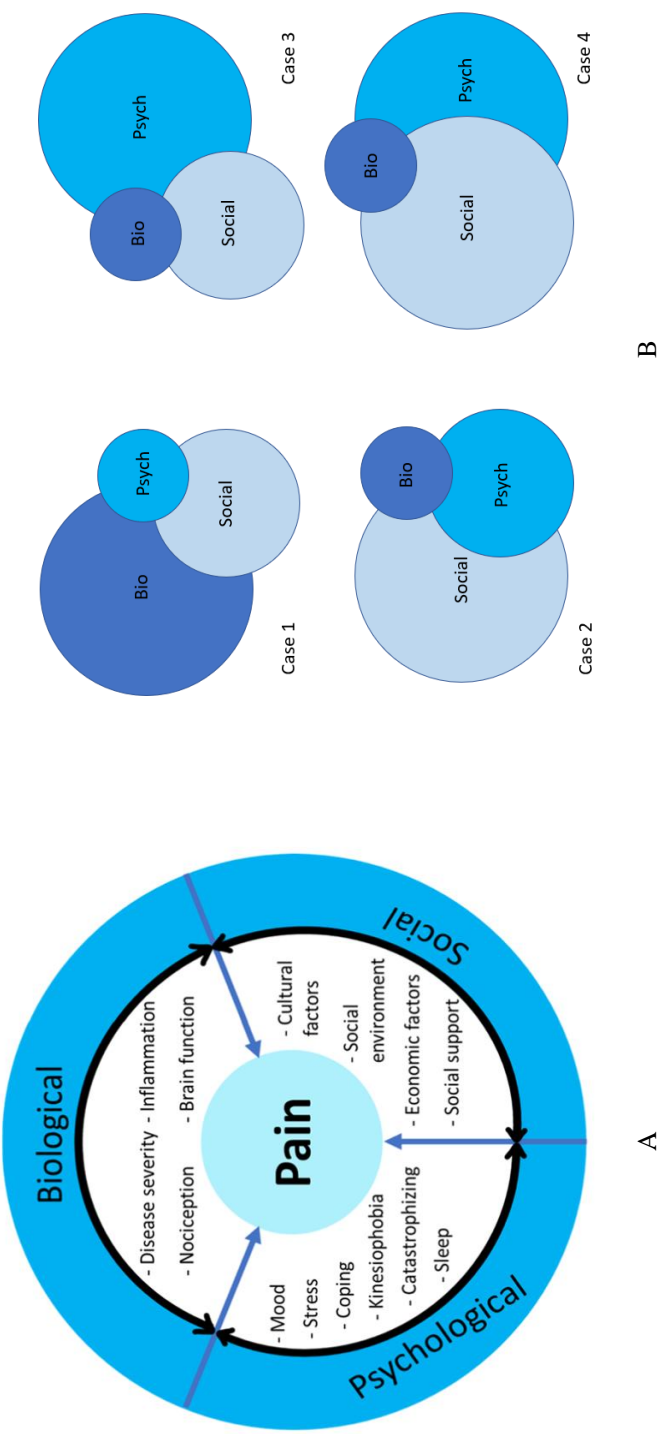 Biological
- Disease severity - Inflammation
- Nociception
- Brain function
Pain
- Mood
- Stress
- Coping
- Kinesiophobia
- Catastrophizing
- Sleep
- Cultural
factors
- Social
environment
- Economic factors
- Social support
Psychological
Social
A
Bio
Psych
Social
Case 1
Psych
Bio
Social
Case 3
Bio
Social
Psych
Case 2
Bio
Psych
Social
Case 4
B